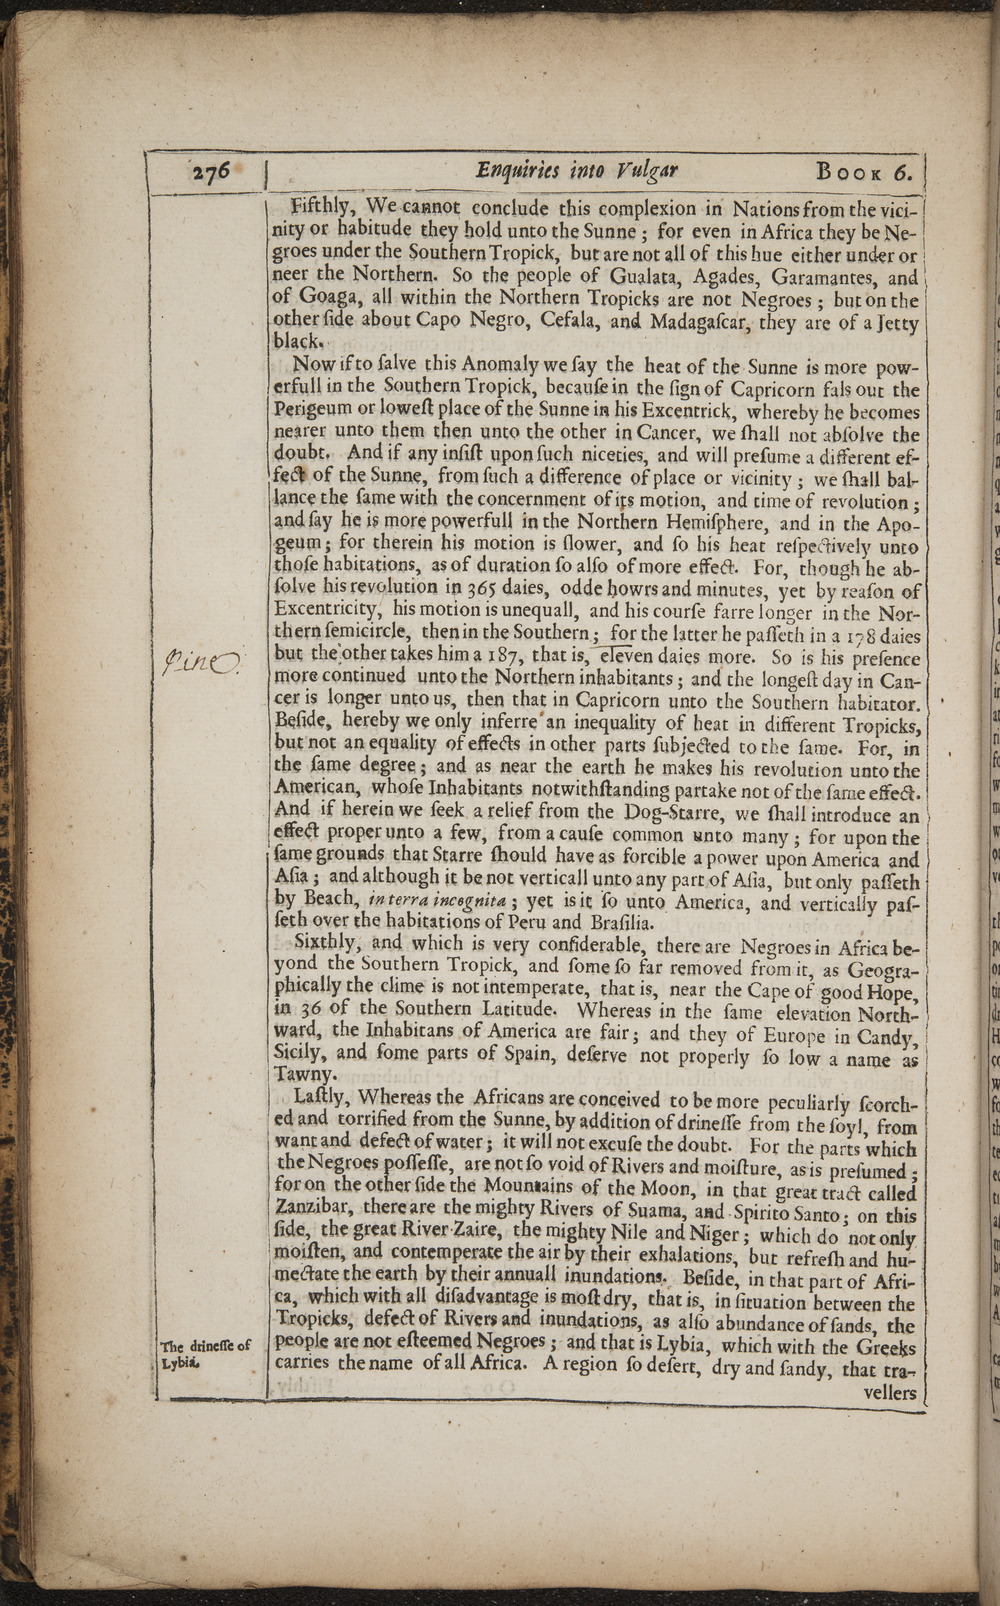 276 Enquiries into Vulgar Book 6.
Fifthly, We cannot conclude this complexion in Nations from the vici-
nity or habitude they hold unto the Sunne; for even in Africa they be Ne-
groes under the Southern Tropick, but are not all of this hue either under or
neer the Northern. So the people of Gualata, Agades, Garamantes, and
of Goaga, all within the Northern Tropicks are not Negroes; but on the
other ſide about Capo Negro, Cefala, and Madagaſcar, they are of a Jetty
black.
Now if to ſalve this Anomaly we ſay the heat of the Sunne is more pow-
erfull in the Southern Tropick, becauſe in the ſign of Capricorn fals out the
Perigeum or loweſt place of the Sunne in his Excentrick, whereby he becomes
nearer unto them then unto the other in Cancer, we ſhall not abſolve the
doubt. And if any inſiſt upon ſuch niceties, and will preſume a different ef-
fect of the Sunne, from ſuch a difference of place or vicinity; we ſhall bal-
lance the ſame with the concernment of its motion, and time of revolution;
and ſay he is more powerfull in the Northern Hemiſphere, and in the Apo-
geum; for therein his motion is ſlower, and ſo his heat reſpectively unto
thoſe habitations, as of duration ſo alſo of more effect. For, though he ab-
ſolve his revolution in 365 daies, odde howrs and minutes, yet by reaſon of
Excentricity, his motion is unequall, and his courſe farre longer in the Nor-
thern ſemicircle, then in the Southern; for the latter he paſſeth in a 178 daies
but the other takes him a 187, that is, eleven daies more. So is his preſence
more continued unto the Northern inhabitants; and the longeſt day in Can-
cer is longer unto us, then that in Capricorn unto the Southern habitator.
Beſide, hereby we only inferre an inequality of heat in different Tropicks,
but not an equality of effects in other parts ſubjected to the ſame. For, in
the ſame degree; and as near the earth he makes his revolution unto the
American, whoſe Inhabitants notwithſtanding partake not of the ſame effect.
And if herein we ſeek a relief from the Dog-Starre, we ſhall introduce an
effect proper unto a few, from a cauſe common unto many; for upon the
ſame grounds that Starre ſhould have as forcible a power upon America and
Aſia; and although it be not verticall unto any part of Aſia, but only paſſeth
by Beach, in terra incognita; yet is it ſo unto America, and vertically paſ-
ſeth over the habitations of Peru and Braſilia.
Sixthly, and which is very conſiderable, there are Negroes in Africa be-
yond the Southern Tropick, and ſome ſo far removed from it, as Geogra-
phically the clime is not intemperate, that is, near the Cape of good Hope,
in 36 of the Southern Latitude. Whereas in the ſame elevation North-
ward, the Inhabitans of America are fair; and they of Europe in Candy,
Sicily, and ſome parts of Spain, deſerve not properly ſo low a name as
Tawny.
Laſtly, Whereas the Africans are conceived to be more peculiarly ſcorch-
ed and torrified from the Sunne, by addition of drineſſe from the ſoyl, from
want and defect of water; it will not excuſe the doubt. For the parts which
the Negroes poſſeſſe, are not ſo void of Rivers and moiſture, as is preſumed;
for on the other ſide the Mountains of the Moon, in that great tract called
Zanzibar, there are the mighty Rivers of Suama, and Spirito Santo; on this
ſide, the great River Zaire, the mighty Nile and Niger; which do not only
moiſten, and contemperate the air by their exhalations, but refreſh and hu-
mectate the earth by their annuall inundations. Beſide, in that part of Afri-
ca, which with all diſadvantage is moſt dry, that is, in ſituation between the
Tropicks, defect of Rivers and inundations, as alſo abundance of ſands, the
people are not eſteemed Negroes; and that is Lybia, which with the Greeks
carries the name of all Africa. A region ſo deſert, dry and ſandy, that tra-
vellers
The drineſſe of
Lybia.